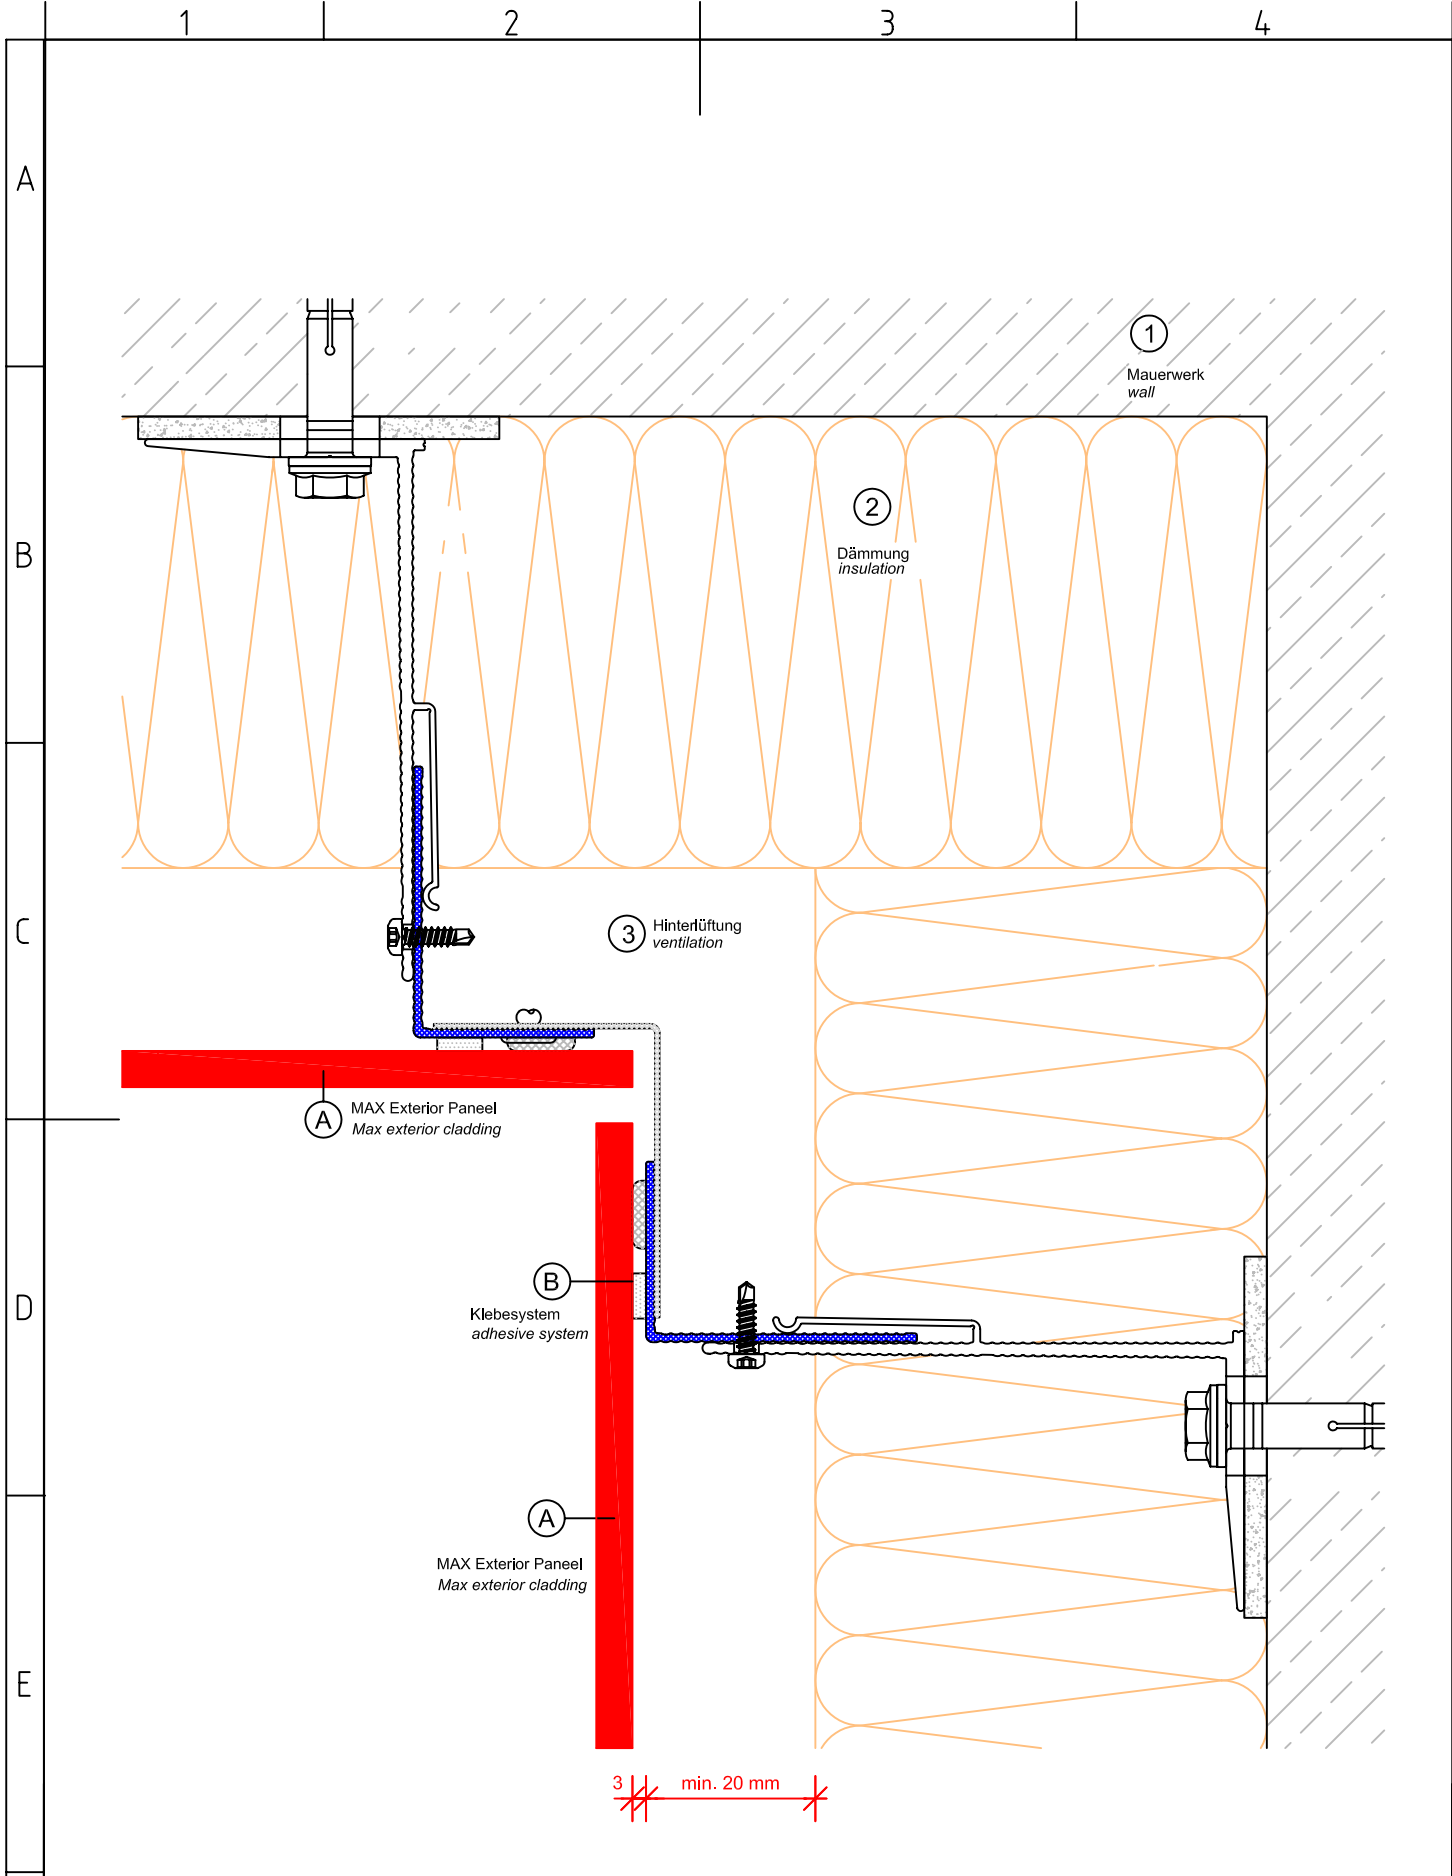 1 2 3 4
A
1
Mauerwerk
wall
B
2
Dämmung
insulation
C
3 Hinterlüftung
ventilation
A MAX Exterior Paneel
Max exterior cladding
B
Klebesystem
adhesive system
D
A
MAX Exterior Paneel
Max exterior cladding
E
3 min. 20 mm